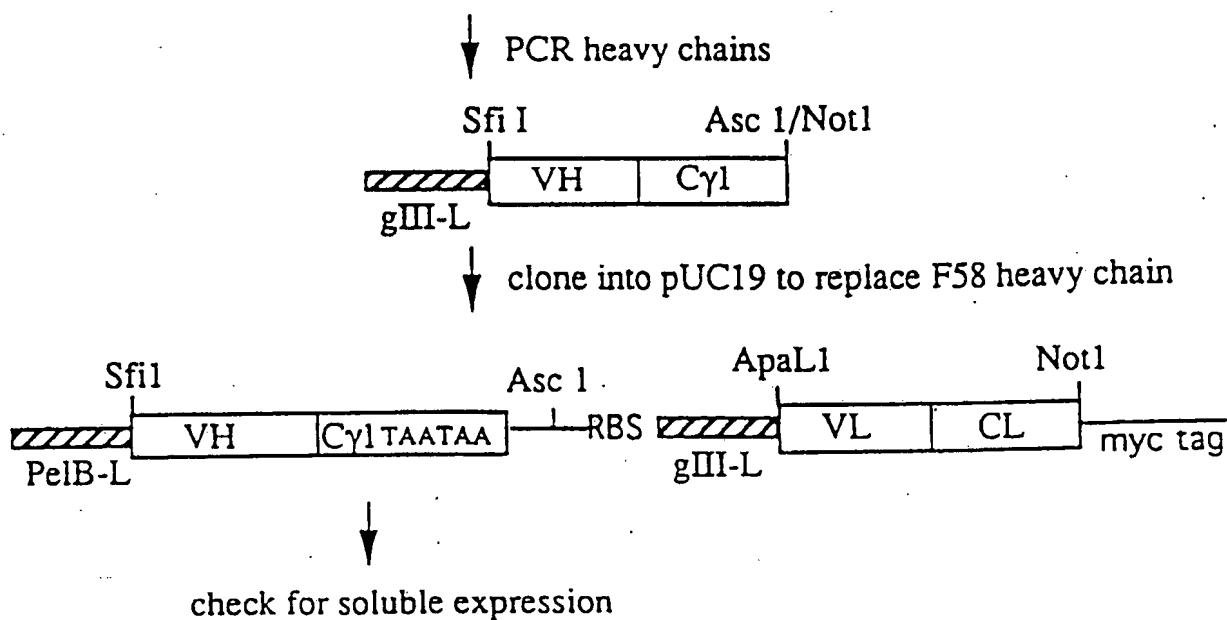 PCR heavy chains
Sfi I Asc 1/Not1
VH Cγ1
gIII-L
clone into pUC19 to replace F58 heavy chain
Sfi1 Asc 1 ApaL1 Not1
VH Cγ1 TAATAA RBS VL CL myc tag
PelB-L gIII-L
check for soluble expression